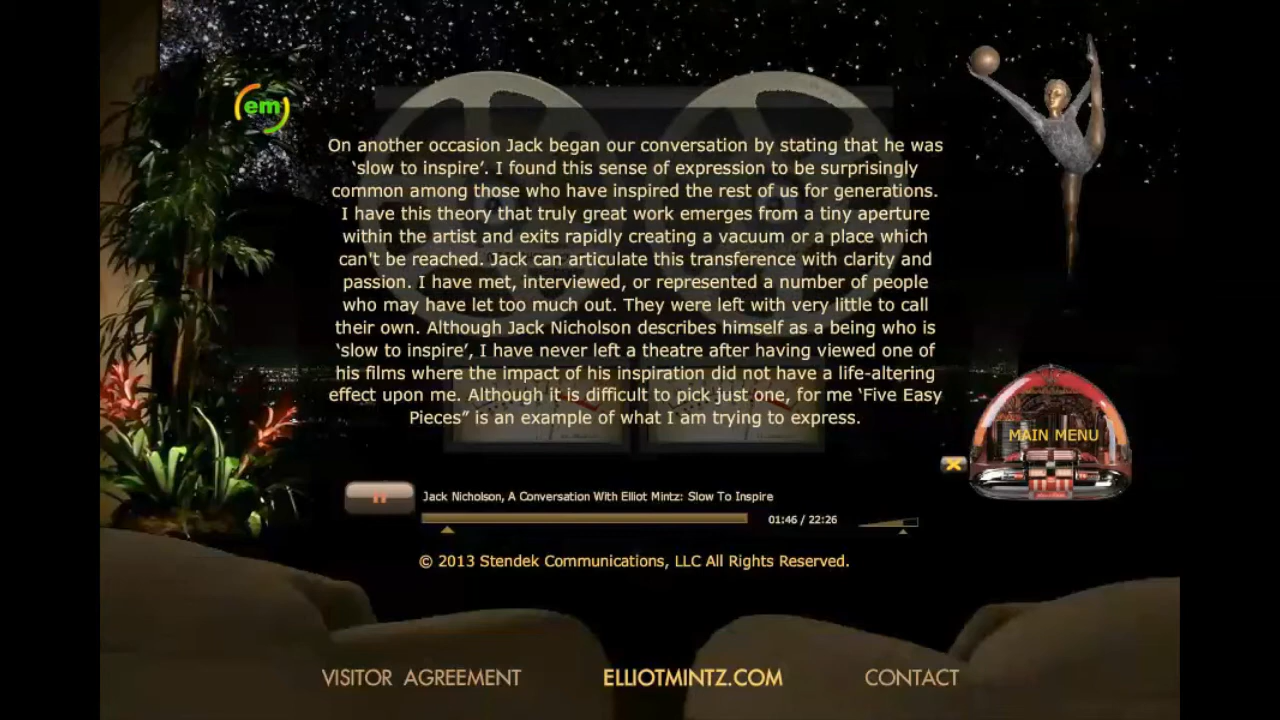 em
On another occasion Jack began our conversation by stating that he was
‘slow to inspire’. I found this sense of expression to be surprisingly
common among those who have inspired the rest of us for generations.
I have this theory that truly great work emerges from a tiny aperture
within the artist and exits rapidly creating a vacuum or a place which
can't be reached. Jack can articulate this transference with clarity and
passion. I have met, interviewed, or represented a number of people
who may have let too much out. They were left with very little to call
their own. Although Jack Nicholson describes himself as a being who is
‘slow to inspire’, I have never left a theatre after having viewed one of
his films where the impact of his inspiration did not have a life-altering
effect upon me. Although it is difficult to pick just one, for me ‘Five Easy
Pieces” is an example of what I am trying to express.
MAIN MENU
Jack Nicholson, A Conversation With Elliot Mintz: Slow To Inspire
01:46 / 22:26
© 2013 Stendek Communications, LLC All Rights Reserved.
VISITOR AGREEMENT ELLIOTMINTZ.COM CONTACT